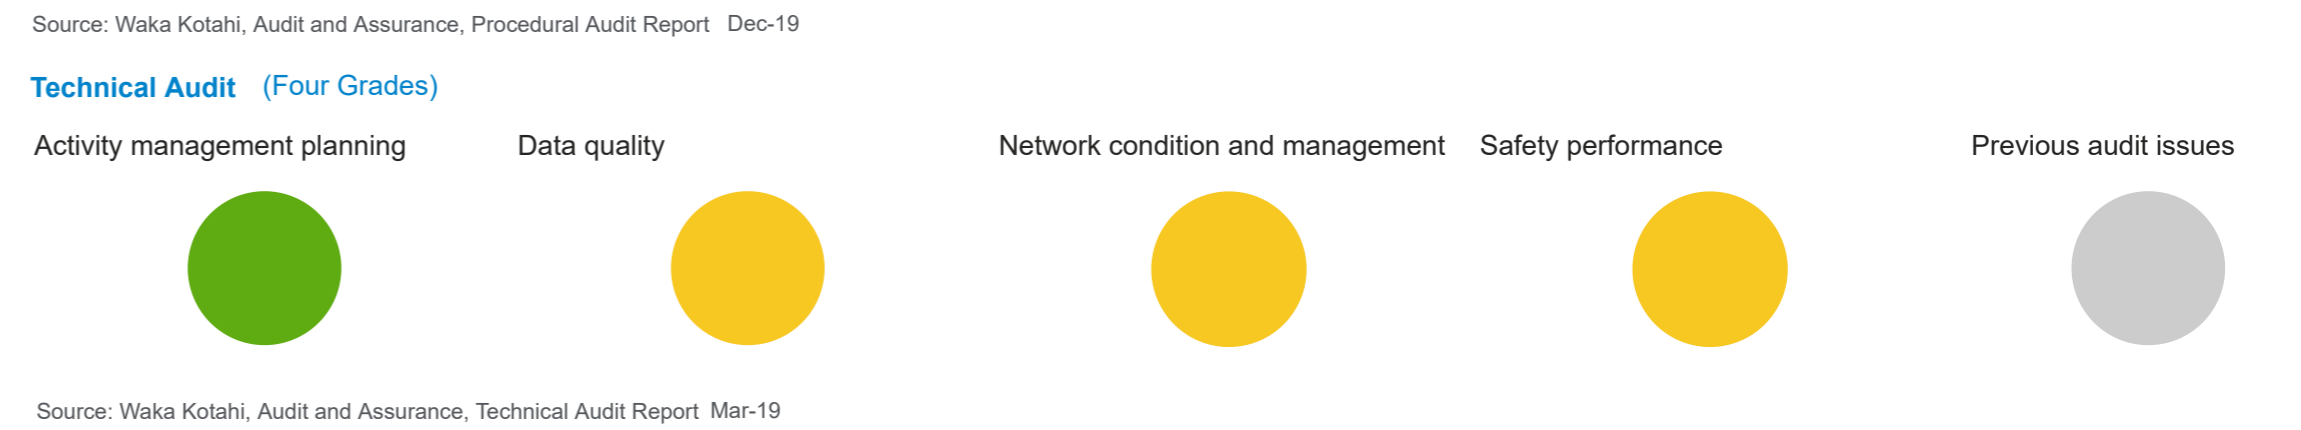 Source: Waka Kotahi, Audit and Assurance, Procedural Audit Report Dec-19
Technical Audit (Four Grades)
Activity management planning Data quality Network condition and management Safety performance Previous audit issues
Source: Waka Kotahi, Audit and Assurance, Technical Audit Report Mar-19